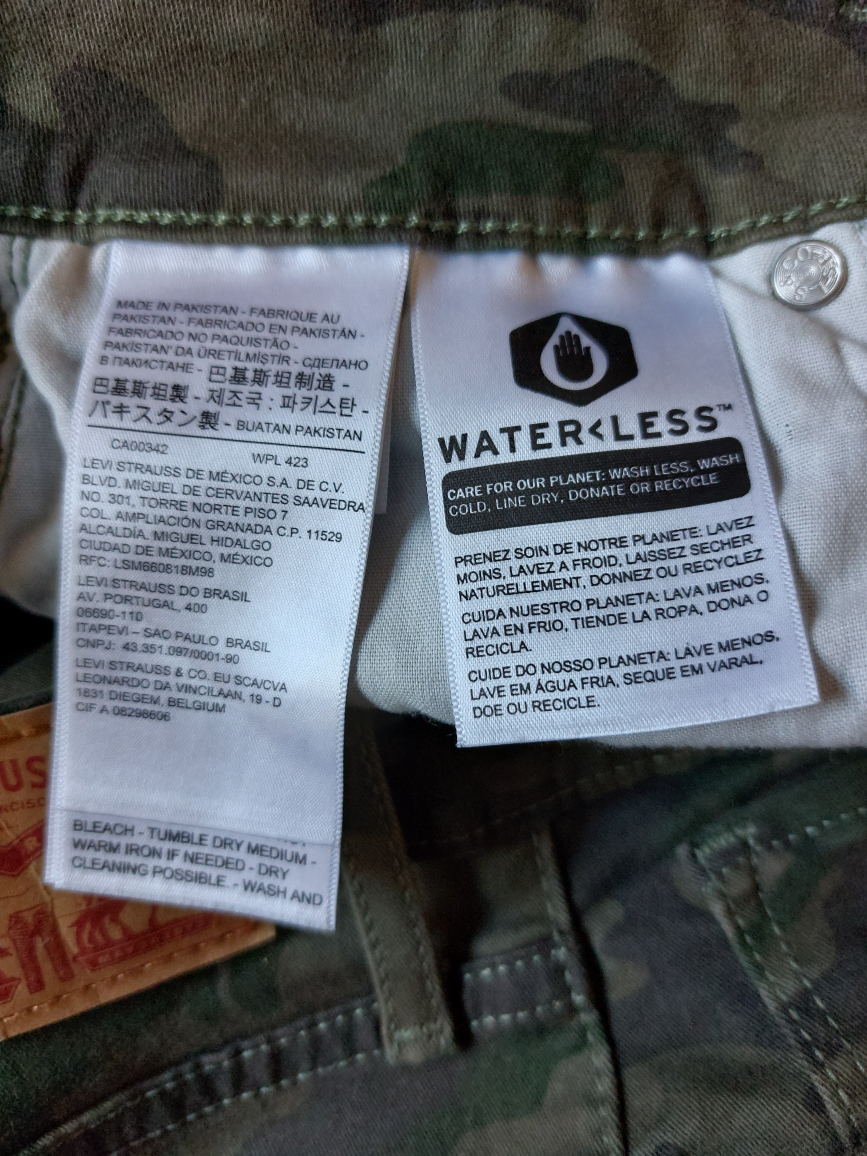 MADE IN PAKISTAN - FABRIQUE AU
PAKISTAN - FABRICADO EN PAKISTÁN -
FABRICADO NO PAQUISTÃO -
PAKİSTAN' DA ÜRETİLMİŞTİR - СДЕЛАНО
В ПАКИСТАНЕ - 巴基斯坦制造 -
巴基斯坦製 - 제조국 : 파키스탄 -
パキスタン製 - BUATAN PAKISTAN
CA00342 WPL 423
LEVI STRAUSS DE MÉXICO S.A. DE C.V.
BLVD. MIGUEL DE CERVANTES SAAVEDRA
NO. 301, TORRE NORTE PISO 7
COL. AMPLIACIÓN GRANADA C.P. 11529
ALCALDÍA. MIGUEL HIDALGO
CIUDAD DE MÉXICO, MÉXICO
RFC: LSM660818M98
LEVI STRAUSS DO BRASIL
AV. PORTUGAL, 400
06690-110
ITAPEVI – SAO PAULO BRASIL
CNPJ: 43.351.097/0001-90
LEVI STRAUSS & CO. EU SCA/CVA
LEONARDO DA VINCILAAN, 19 - D
1831 DIEGEM, BELGIUM
CIF A 08298606
BLEACH - TUMBLE DRY MEDIUM -
WARM IRON IF NEEDED - DRY
CLEANING POSSIBLE. - WASH AND
WATER<LESS™
CARE FOR OUR PLANET: WASH LESS, WASH
COLD, LINE DRY, DONATE OR RECYCLE
PRENEZ SOIN DE NOTRE PLANETE: LAVEZ
MOINS, LAVEZ A FROID, LAISSEZ SECHER
NATURELLEMENT, DONNEZ OU RECYCLEZ
CUIDA NUESTRO PLANETA: LAVA MENOS,
LAVA EN FRIO, TIENDE LA ROPA, DONA O
RECICLA.
CUIDE DO NOSSO PLANETA: LAVE MENOS,
LAVE EM ÁGUA FRIA, SEQUE EM VARAL,
DOE OU RECICLE.